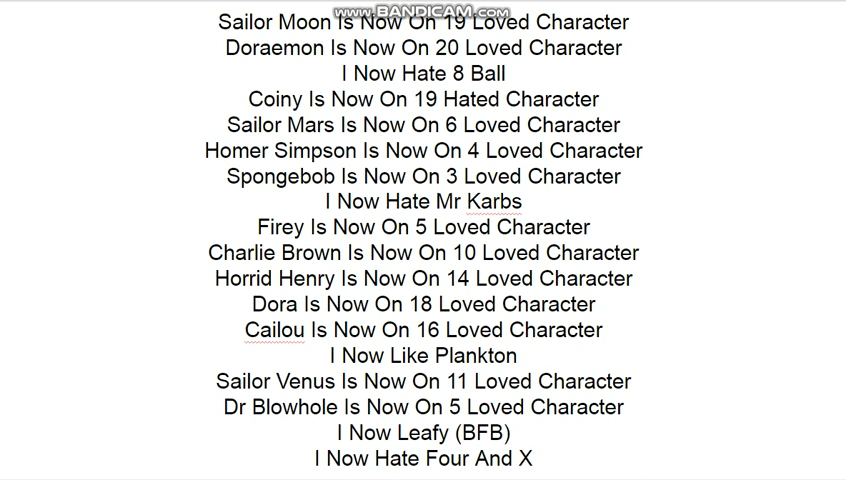 www.BANDICAM.com
Sailor Moon Is Now On 19 Loved Character
Doraemon Is Now On 20 Loved Character
I Now Hate 8 Ball
Coiny Is Now On 19 Hated Character
Sailor Mars Is Now On 6 Loved Character
Homer Simpson Is Now On 4 Loved Character
Spongebob Is Now On 3 Loved Character
I Now Hate Mr Karbs
Firey Is Now On 5 Loved Character
Charlie Brown Is Now On 10 Loved Character
Horrid Henry Is Now On 14 Loved Character
Dora Is Now On 18 Loved Character
Cailou Is Now On 16 Loved Character
I Now Like Plankton
Sailor Venus Is Now On 11 Loved Character
Dr Blowhole Is Now On 5 Loved Character
I Now Leafy (BFB)
I Now Hate Four And X